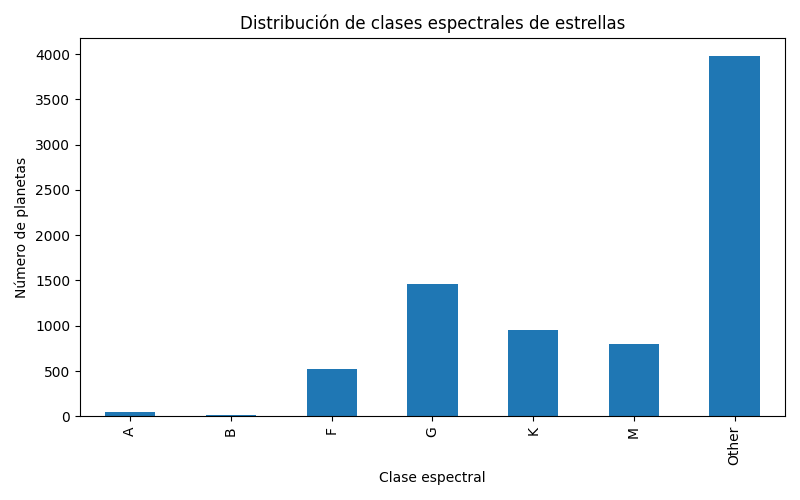 Distribución de clases espectrales de estrellas
Número de planetas
4000
3500
3000
2500
2000
1500
1000
500
0
A
B
F
G
K
M
Other
Clase espectral